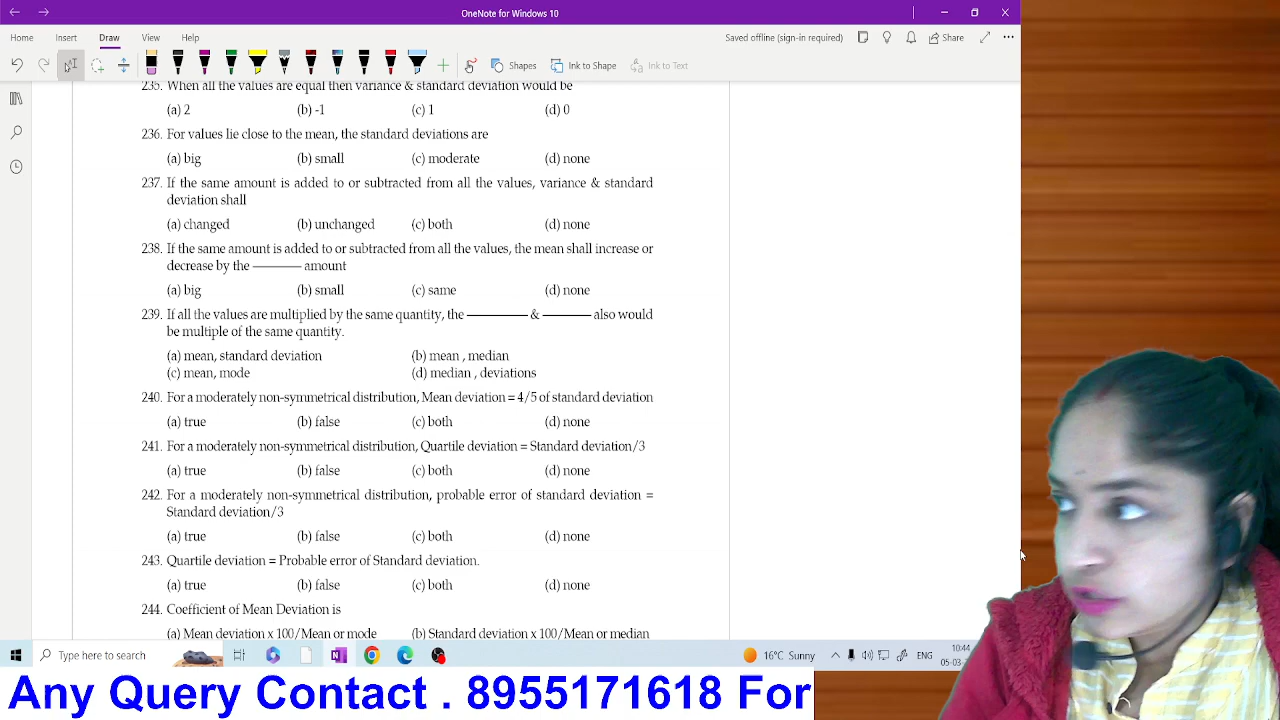 OneNote for Windows 10
Home Insert Draw View Help
Saved offline (sign-in required)
Share
Shapes
Ink to Shape
Ink to Text
235. When all the values are equal then variance & standard deviation would be
(a) 2 (b) -1 (c) 1 (d) 0
236. For values lie close to the mean, the standard deviations are
(a) big (b) small (c) moderate (d) none
237. If the same amount is added to or subtracted from all the values, variance & standard
deviation shall
(a) changed (b) unchanged (c) both (d) none
238. If the same amount is added to or subtracted from all the values, the mean shall increase or
decrease by the ———— amount
(a) big (b) small (c) same (d) none
239. If all the values are multiplied by the same quantity, the ————— & ———— also would
be multiple of the same quantity.
(a) mean, standard deviation (b) mean , median
(c) mean, mode (d) median , deviations
240. For a moderately non-symmetrical distribution, Mean deviation = 4/5 of standard deviation
(a) true (b) false (c) both (d) none
241. For a moderately non-symmetrical distribution, Quartile deviation = Standard deviation/3
(a) true (b) false (c) both (d) none
242. For a moderately non-symmetrical distribution, probable error of standard deviation =
Standard deviation/3
(a) true (b) false (c) both (d) none
243. Quartile deviation = Probable error of Standard deviation.
(a) true (b) false (c) both (d) none
244. Coefficient of Mean Deviation is
(a) Mean deviation x 100/Mean or mode (b) Standard deviation x 100/Mean or median
Type here to search
16°C Sunny
ENG
10:44
05-03-
Any Query Contact . 8955171618 For